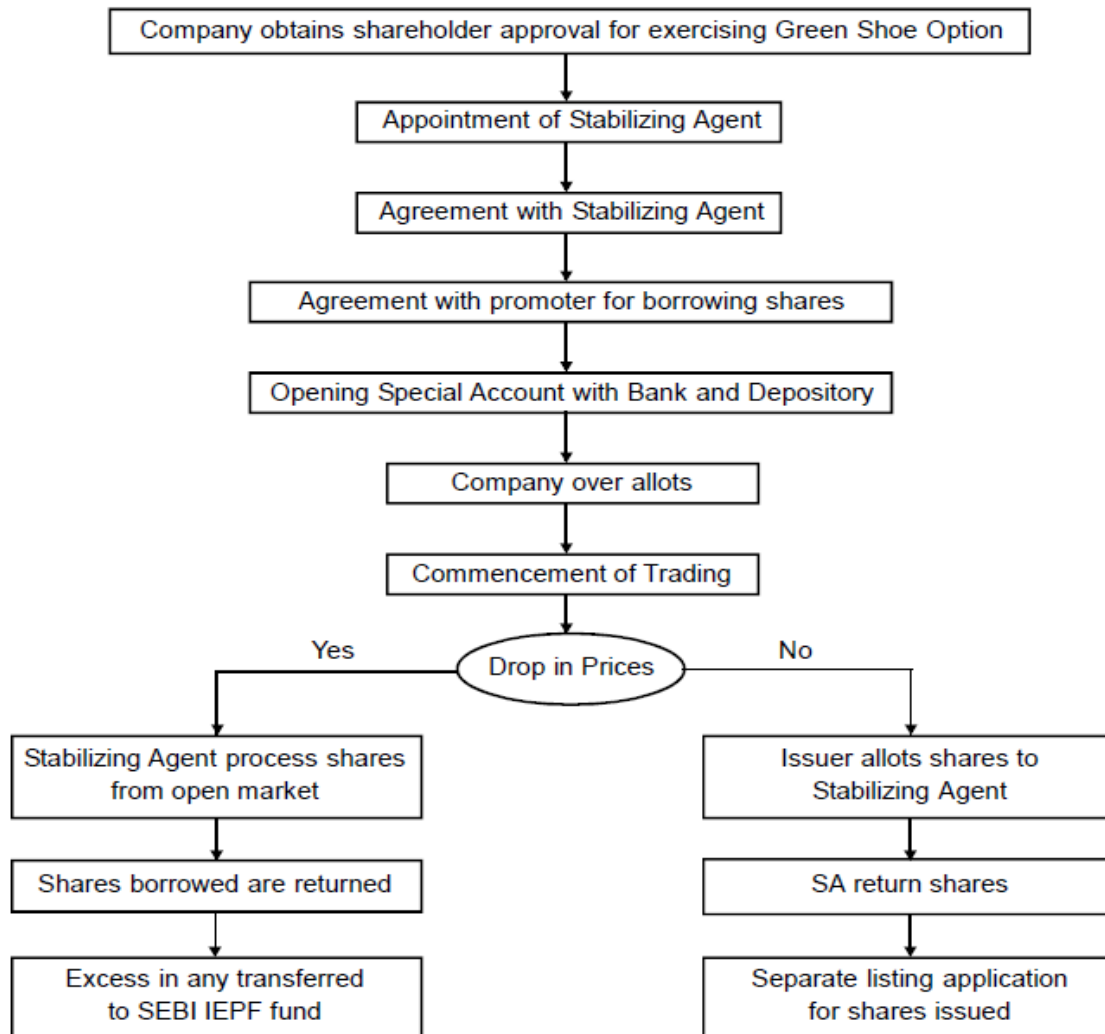 Company obtains shareholder approval for exercising Green Shoe Option
Appointment of Stabilizing Agent
Agreement with Stabilizing Agent
Agreement with promoter for borrowing shares
Opening Special Account with Bank and Depository
Company over allots
Commencement of Trading
Yes
Drop in Prices
No
Stabilizing Agent process shares
from open market
Shares borrowed are returned
Excess in any transferred
to SEBI IEPF fund
Issuer allots shares to
Stabilizing Agent
SA return shares
Separate listing application
for shares issued